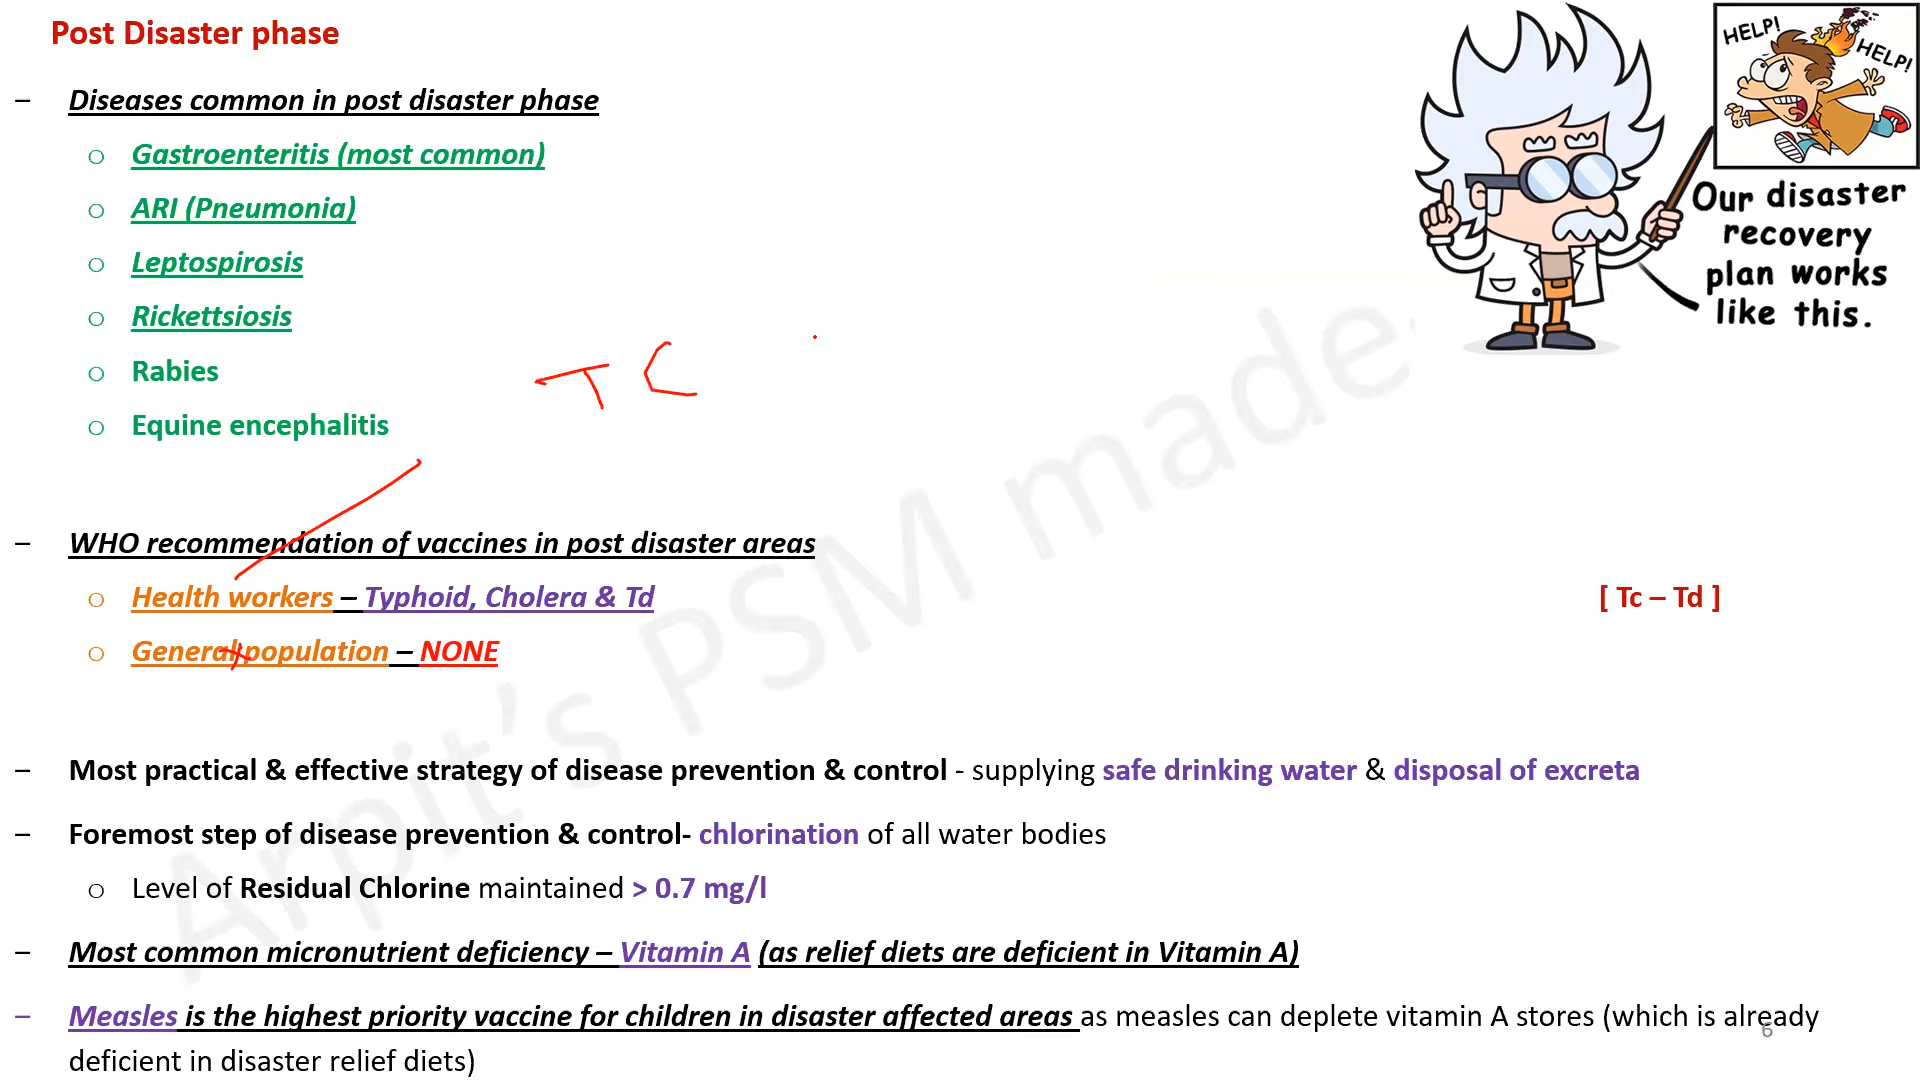 Post Disaster phase
HELP!
HELP!
– Diseases common in post disaster phase
o Gastroenteritis (most common)
o ARI (Pneumonia)
o Leptospirosis
o Rickettsiosis
o Rabies
o Equine encephalitis
Our disaster
recovery
plan works
like this.
T C
– WHO recommendation of vaccines in post disaster areas
o Health workers – Typhoid, Cholera & Td [ Tc – Td ]
o General population – NONE
– Most practical & effective strategy of disease prevention & control - supplying safe drinking water & disposal of excreta
– Foremost step of disease prevention & control- chlorination of all water bodies
o Level of Residual Chlorine maintained > 0.7 mg/l
– Most common micronutrient deficiency – Vitamin A (as relief diets are deficient in Vitamin A)
– Measles is the highest priority vaccine for children in disaster affected areas as measles can deplete vitamin A stores (which is already
deficient in disaster relief diets)
6
Arpit's PSM made